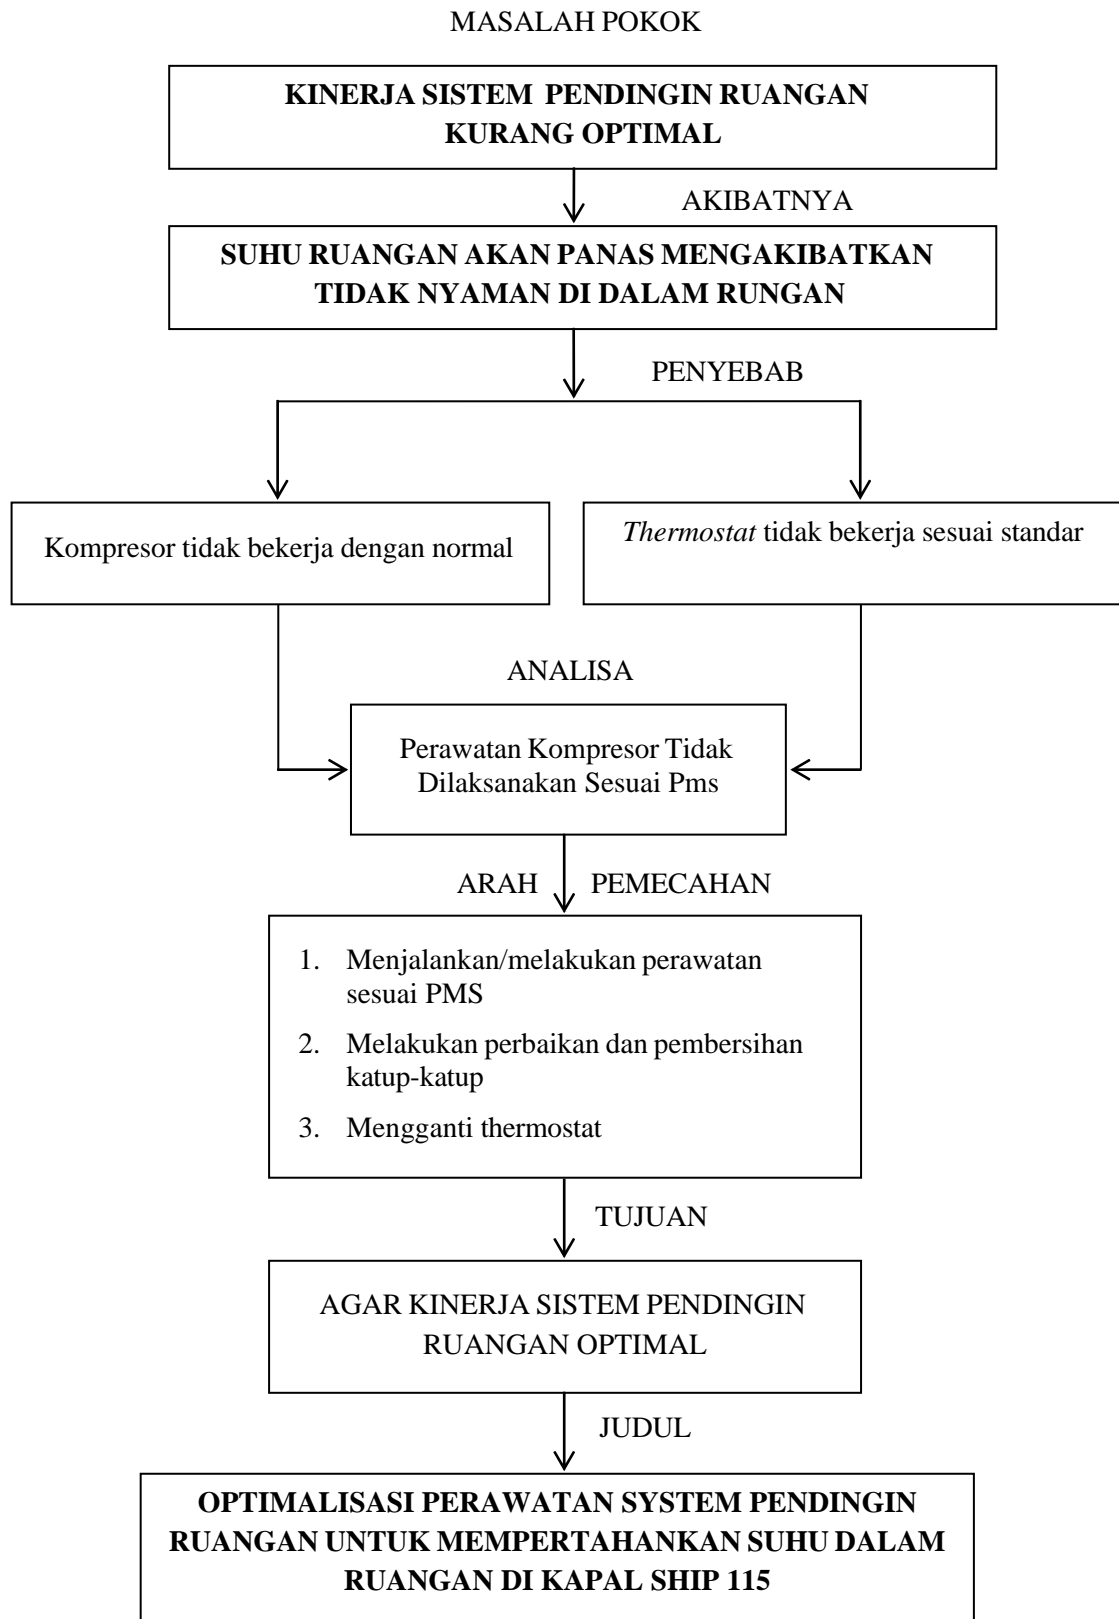 MASALAH POKOK
KINERJA SISTEM PENDINGIN RUANGAN
KURANG OPTIMAL
AKIBATNYA
SUHU RUANGAN AKAN PANAS MENGAKIBATKAN
TIDAK NYAMAN DI DALAM RUNGAN
PENYEBAB
Kompresor tidak bekerja dengan normal
Thermostat tidak bekerja sesuai standar
ANALISA
Perawatan Kompresor Tidak
Dilaksanakan Sesuai Pms
ARAH PEMECAHAN
1. Menjalankan/melakukan perawatan
sesuai PMS
2. Melakukan perbaikan dan pembersihan
katup-katup
3. Mengganti thermostat
TUJUAN
AGAR KINERJA SISTEM PENDINGIN
RUANGAN OPTIMAL
JUDUL
OPTIMALISASI PERAWATAN SYSTEM PENDINGIN
RUANGAN UNTUK MEMPERTAHANKAN SUHU DALAM
RUANGAN DI KAPAL SHIP 115